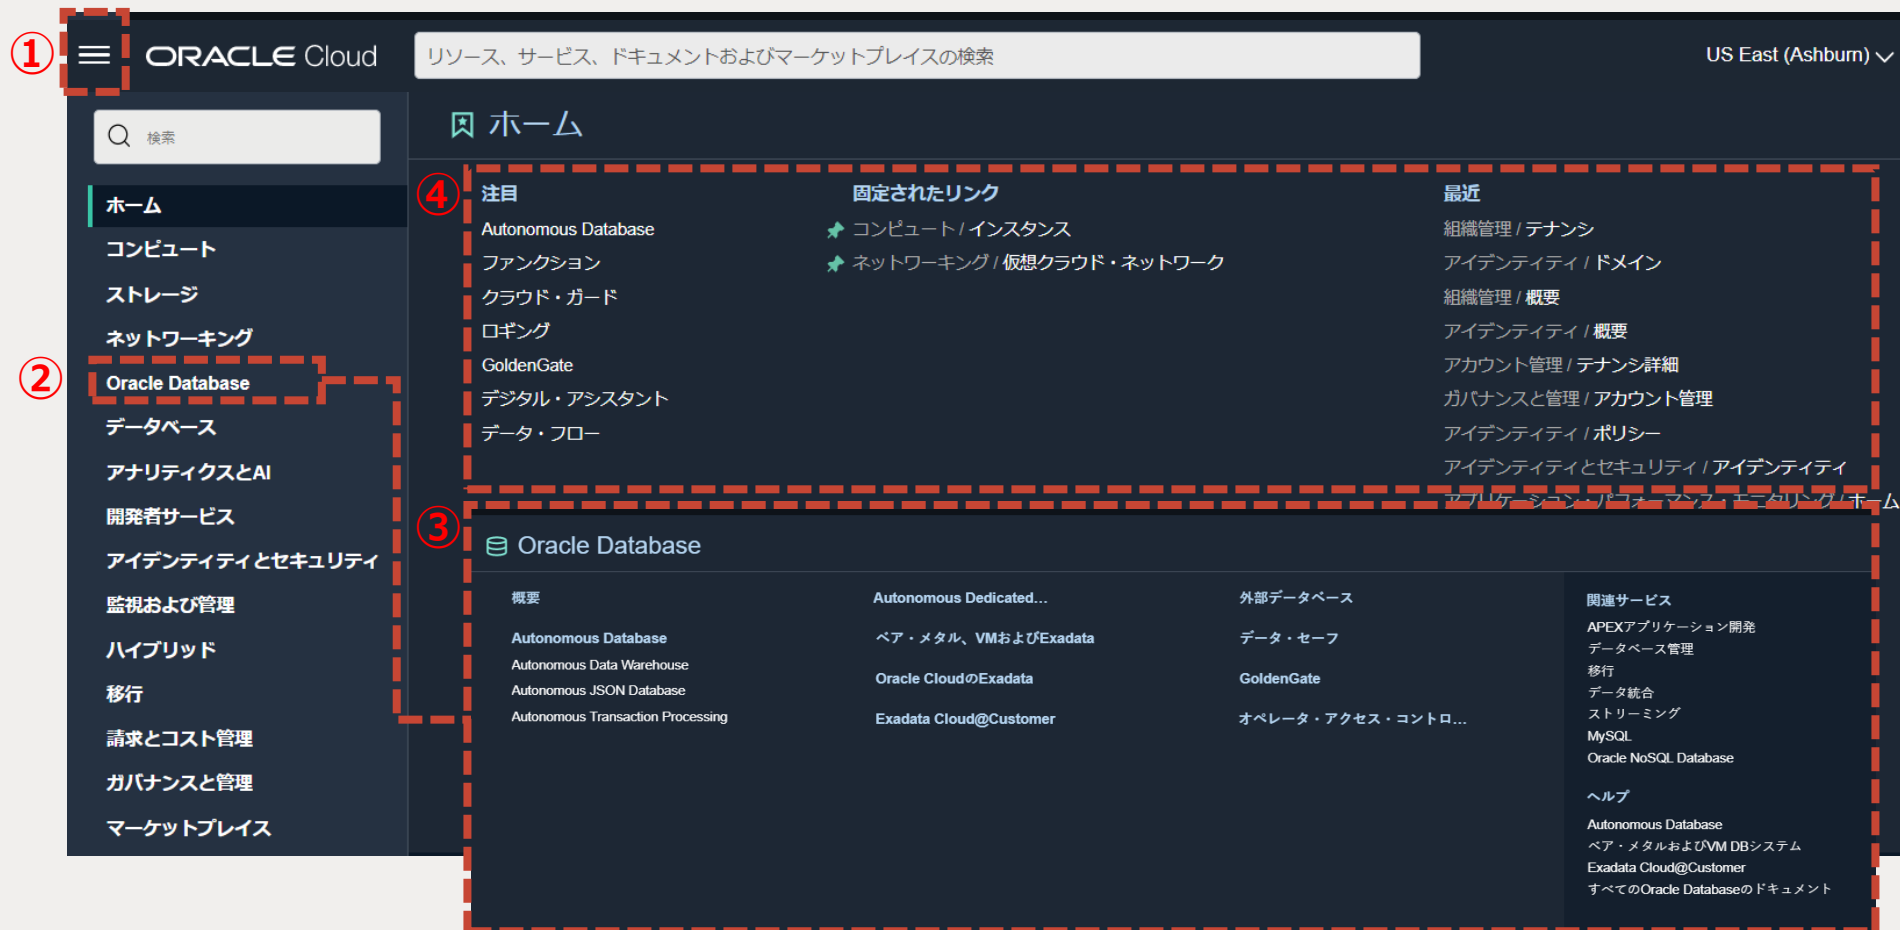 ①
ORACLE Cloud
リソース、サービス、ドキュメントおよびマーケットプレイスの検索
US East (Ashburn)
検索
ホーム
コンピュート
ストレージ
ネットワーキング
②
Oracle Database
データベース
アナリティクスとAI
開発者サービス
アイデンティティとセキュリティ
監視および管理
ハイブリッド
移行
請求とコスト管理
ガバナンスと管理
マーケットプレイス
ホーム
④
注目
Autonomous Database
ファンクション
クラウド・ガード
ロギング
GoldenGate
デジタル・アシスタント
データ・フロー
固定されたリンク
コンピュート / インスタンス
ネットワーキング / 仮想クラウド・ネットワーク
最近
組織管理 / テナンシ
アイデンティティ / ドメイン
組織管理 / 概要
アイデンティティ / 概要
アカウント管理 / テナンシ詳細
ガバナンスと管理 / アカウント管理
アイデンティティ / ポリシー
アイデンティティとセキュリティ / アイデンティティ
アプリケーション・パフォーマンス・モニタリング / ホーム
③
Oracle Database
概要
Autonomous Database
Autonomous Data Warehouse
Autonomous JSON Database
Autonomous Transaction Processing
Autonomous Dedicated...
ベア・メタル、VMおよびExadata
Oracle CloudのExadata
Exadata Cloud@Customer
外部データベース
データ・セーフ
GoldenGate
オペレータ・アクセス・コントロ...
関連サービス
APEXアプリケーション開発
データベース管理
移行
データ統合
ストリーミング
MySQL
Oracle NoSQL Database
ヘルプ
Autonomous Database
ベア・メタルおよびVM DBシステム
Exadata Cloud@Customer
すべてのOracle Databaseのドキュメント